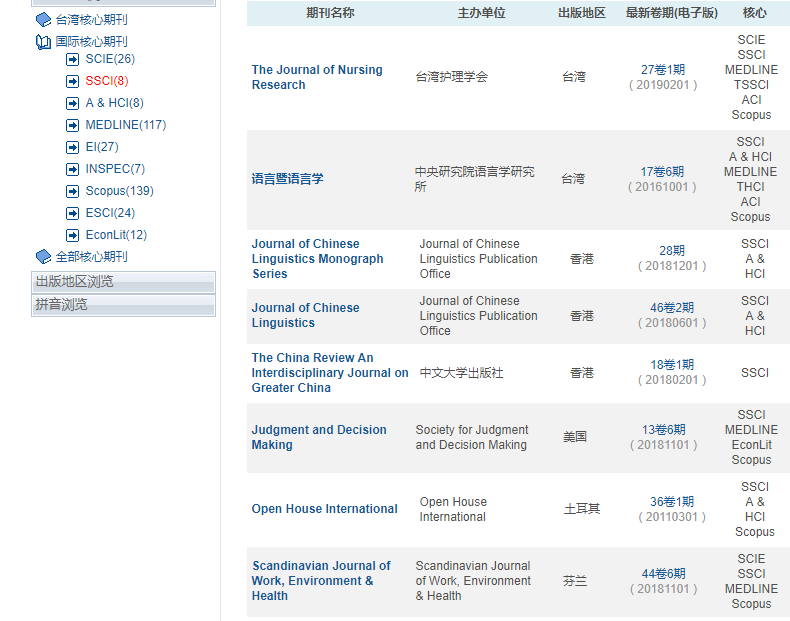 台湾核心期刊
国际核心期刊
SCIE(26)
SSCI(8)
A & HCI(8)
MEDLINE(117)
EI(27)
INSPEC(7)
Scopus(139)
ESCI(24)
EconLit(12)
全部核心期刊
出版地区浏览
拼音浏览
期刊名称 主办单位 出版地区 最新卷期(电子版) 核心
The Journal of Nursing
Research
台湾护理学会
台湾
27卷1期
( 20190201 )
SCIE
SSCI
MEDLINE
TSSCI
ACI
Scopus
语言暨语言学
中央研究院语言学研究
所
台湾
17卷6期
( 20161001 )
SSCI
A & HCI
MEDLINE
THCI
ACI
Scopus
Journal of Chinese
Linguistics Monograph
Series
Journal of Chinese
Linguistics Publication
Office
香港
28期
( 20181201 )
SSCI
A &
HCI
Journal of Chinese
Linguistics
Journal of Chinese
Linguistics Publication
Office
香港
46卷2期
( 20180601 )
SSCI
A &
HCI
The China Review An
Interdisciplinary Journal on
Greater China
中文大学出版社
香港
18卷1期
( 20180201 )
SSCI
Judgment and Decision
Making
Society for Judgment
and Decision Making
美国
13卷6期
( 20181101 )
SSCI
MEDLINE
EconLit
Scopus
Open House International
Open House
International
土耳其
36卷1期
( 20110301 )
SSCI
A &
HCI
Scopus
Scandinavian Journal of
Work, Environment &
Health
Scandinavian Journal
of Work, Environment
& Health
芬兰
44卷6期
( 20181101 )
SCIE
SSCI
MEDLINE
Scopus